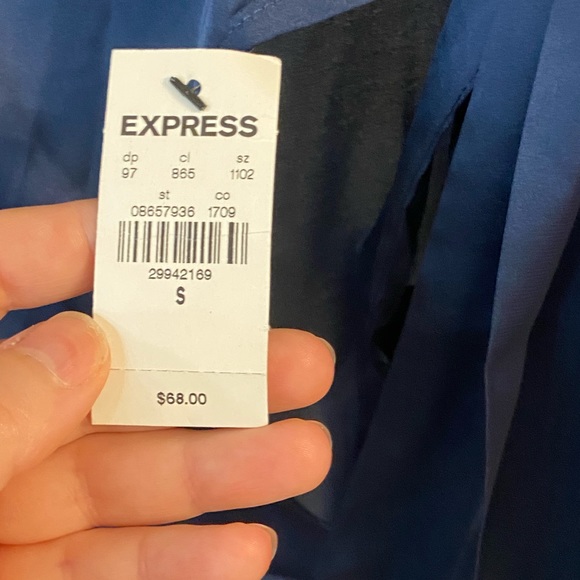 EXPRESS
dp cl sz
97 865 1102
st co
08657936 1709
29942169
S
$68.00